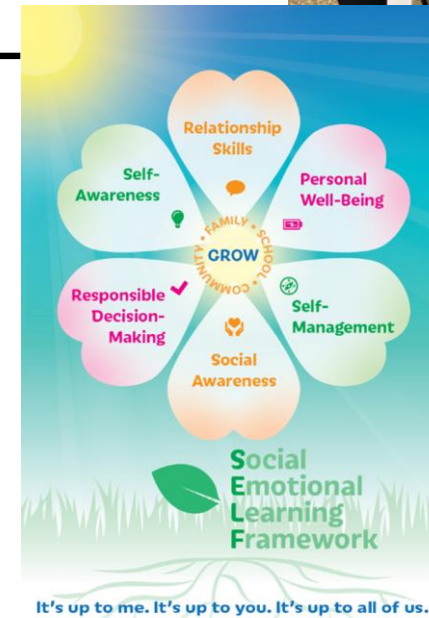 Relationship
Skills
Self-
Awareness
Personal
Well-Being
FAMILY • SCHOOL • COMMUNITY •
GROW
Responsible
Decision-
Making
Self-
Management
Social
Awareness
Social
Emotional
Learning
Framework
It's up to me. It's up to you. It's up to all of us.